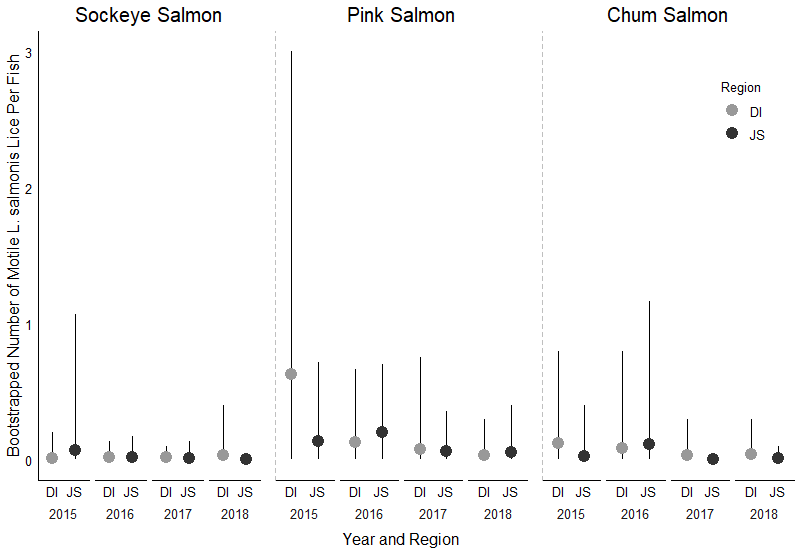 Sockeye Salmon Pink Salmon Chum Salmon
Bootstrapped Number of Motile L. salmonis Lice Per Fish
3
2
1
0
Region
DI
JS
DI JS DI JS DI JS DI JS DI JS DI JS DI JS DI JS DI JS DI JS DI JS DI JS
2015 2016 2017 2018 2015 2016 2017 2018 2015 2016 2017 2018
Year and Region